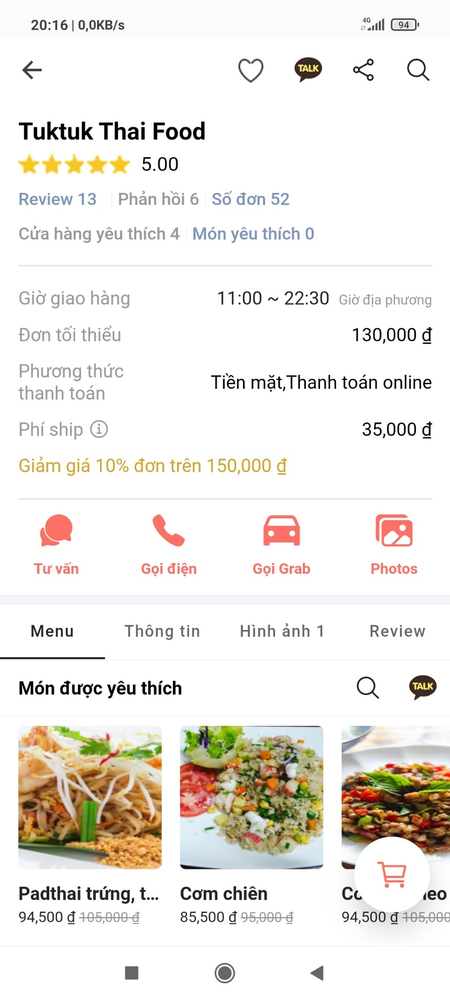 20:16 | 0,0KB/s
4G
94
TALK
Tuktuk Thai Food
5.00
Review 13 | Phản hồi 6 | Số đơn 52
Cửa hàng yêu thích 4 | Món yêu thích 0
Giờ giao hàng 11:00 ~ 22:30 Giờ địa phương
Đơn tối thiểu 130,000 ₫
Phương thức
thanh toán
Tiền mặt,Thanh toán online
Phí ship 35,000 ₫
Giảm giá 10% đơn trên 150,000 ₫
Tư vấn Gọi điện Gọi Grab Photos
Menu Thông tin Hình ảnh 1 Review
Món được yêu thích TALK
Padthai trứng, t... Cơm chiên
94,500 ₫ 105,000 ₫ 85,500 ₫ 95,000 ₫ 94,500 ₫ 105,000